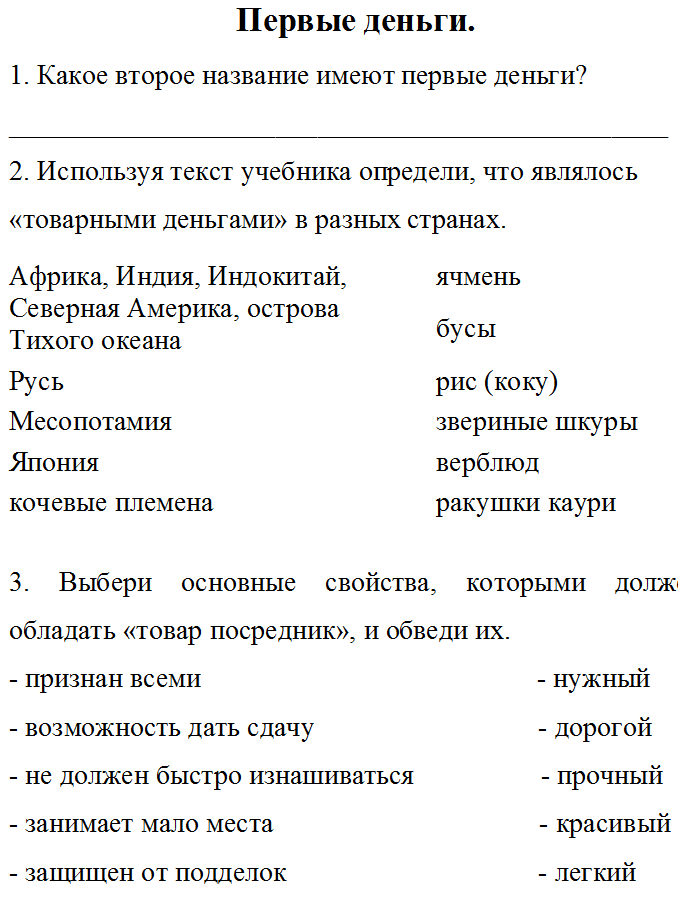 Первые деньги.
1. Какое второе название имеют первые деньги?
_______________________________________________
2. Используя текст учебника определи, что являлось
«товарными деньгами» в разных странах.
Африка, Индия, Индокитай, ячмень
Северная Америка, острова
Тихого океана бусы
Русь рис (коку)
Месопотамия звериные шкуры
Япония верблюд
кочевые племена ракушки каури
3. Выбери основные свойства, которыми долж
обладать «товар посредник», и обведи их.
- признан всеми - нужный
- возможность дать сдачу - дорогой
- не должен быстро изнашиваться - прочный
- занимает мало места - красивый
- защищен от подделок - легкий